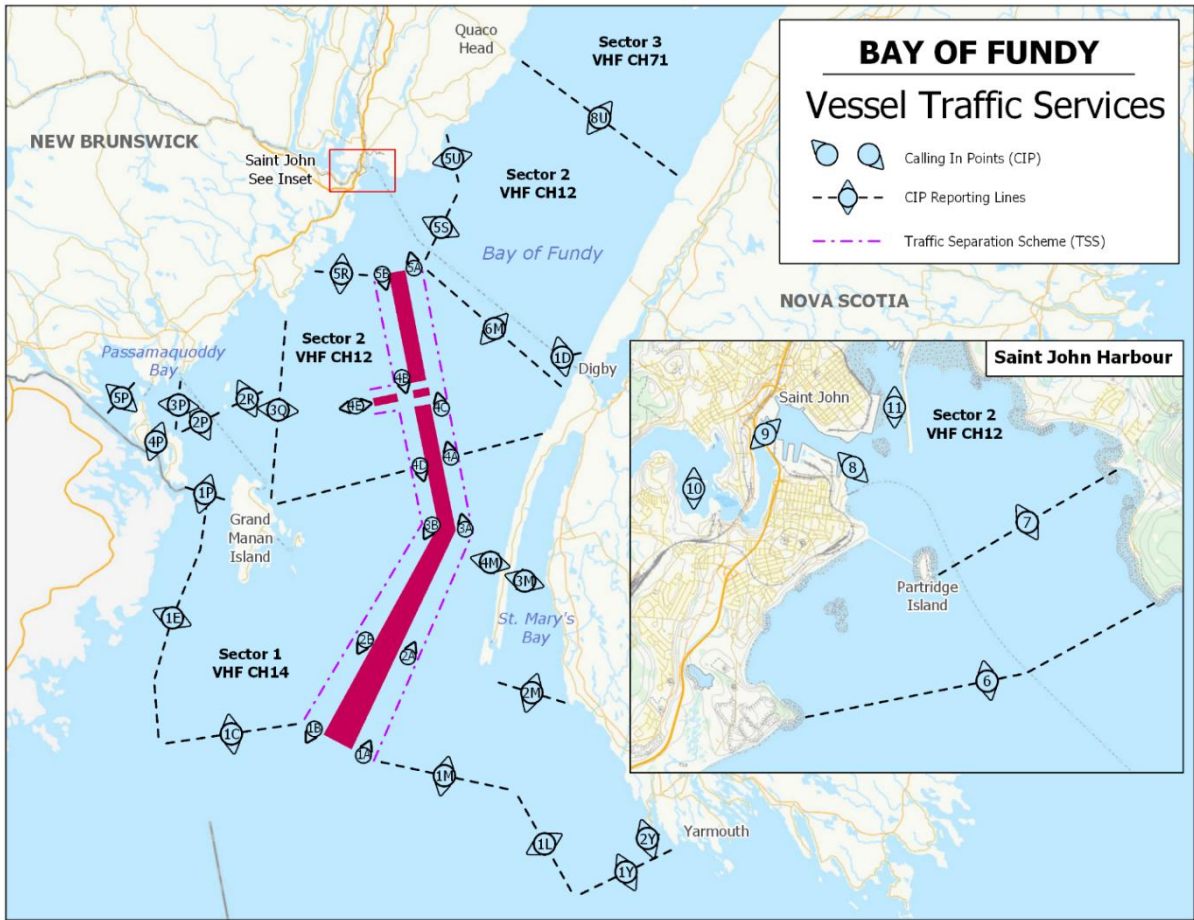 BAY OF FUNDY
Vessel Traffic Services
Calling In Points (CIP)
CIP Reporting Lines
Traffic Separation Scheme (TSS)
Quaco
Head
Sector 3
VHF CH71
8U
NEW BRUNSWICK
Saint John
See Inset
5U
Sector 2
VHF CH12
5S
Bay of Fundy
5R
5B
5A
6M
1D
Digby
NOVA SCOTIA
Sector 2
VHF CH12
Passamaquoddy
Bay
5P
3P
2P
2R
3Q
4P
4E
4B
4C
4D
4A
1P
Grand
Manan
Island
3B
3A
4M
3M
St. Mary's
Bay
1E
2B
2A
Sector 1
VHF CH14
2M
1C
1B
1A
1M
1L
2Y
1Y
Yarmouth
Saint John Harbour
Saint John
11
Sector 2
VHF CH12
9
8
10
7
Partridge
Island
6